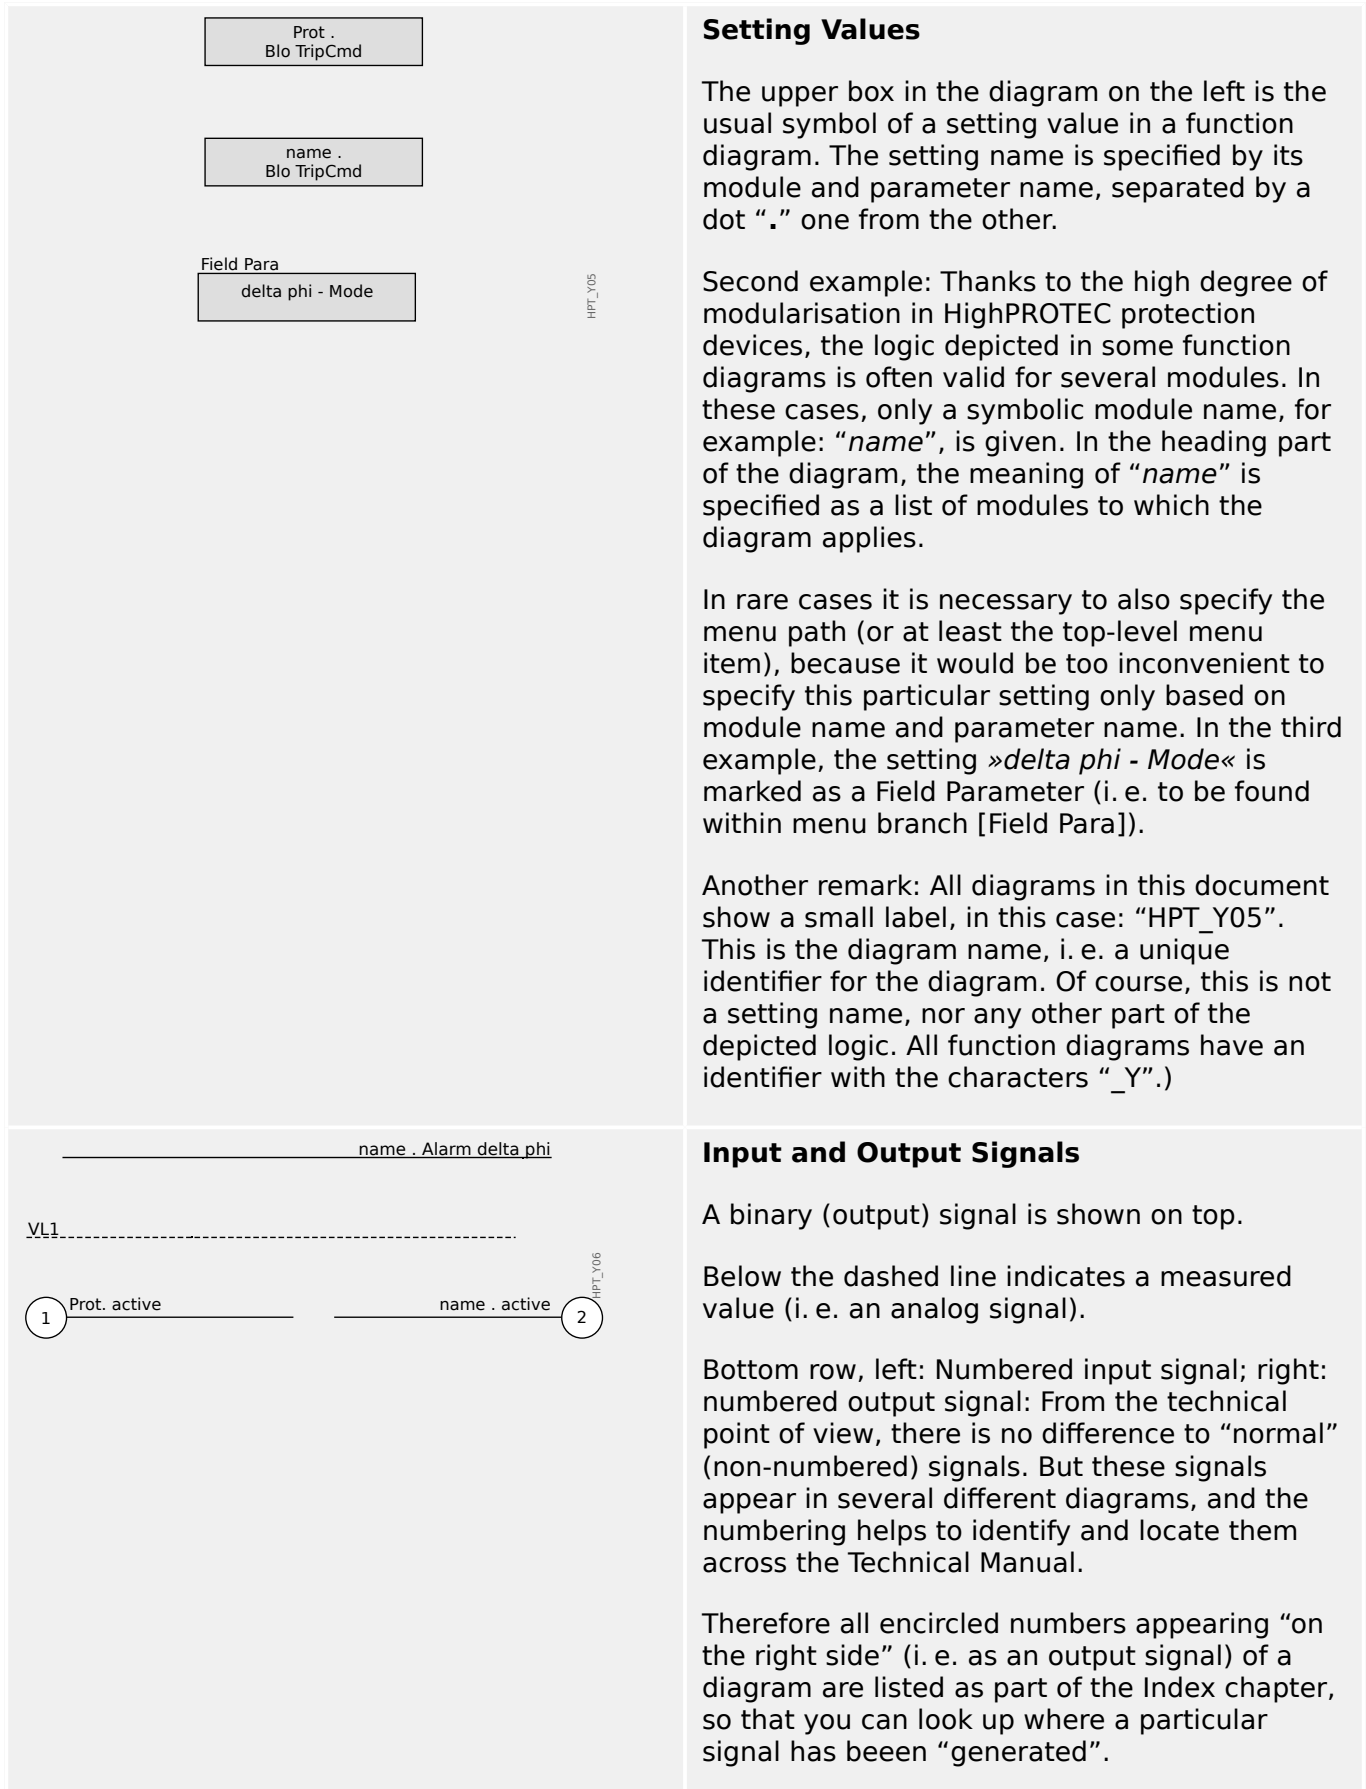 Prot .
Blo TripCmd
name .
Blo TripCmd
Field Para
delta phi - Mode
HPT_Y05
Setting Values
The upper box in the diagram on the left is the
usual symbol of a setting value in a function
diagram. The setting name is specified by its
module and parameter name, separated by a
dot “.” one from the other.
Second example: Thanks to the high degree of
modularisation in HighPROTEC protection
devices, the logic depicted in some function
diagrams is often valid for several modules. In
these cases, only a symbolic module name, for
example: “name”, is given. In the heading part
of the diagram, the meaning of “name” is
specified as a list of modules to which the
diagram applies.
In rare cases it is necessary to also specify the
menu path (or at least the top-level menu
item), because it would be too inconvenient to
specify this particular setting only based on
module name and parameter name. In the third
example, the setting »delta phi - Mode« is
marked as a Field Parameter (i. e. to be found
within menu branch [Field Para]).
Another remark: All diagrams in this document
show a small label, in this case: “HPT_Y05”.
This is the diagram name, i. e. a unique
identifier for the diagram. Of course, this is not
a setting name, nor any other part of the
depicted logic. All function diagrams have an
identifier with the characters “_Y”.)
name . Alarm delta phi
VL1
HPT_Y06
1 Prot. active
name . active 2
Input and Output Signals
A binary (output) signal is shown on top.
Below the dashed line indicates a measured
value (i. e. an analog signal).
Bottom row, left: Numbered input signal; right:
numbered output signal: From the technical
point of view, there is no difference to “normal”
(non-numbered) signals. But these signals
appear in several different diagrams, and the
numbering helps to identify and locate them
across the Technical Manual.
Therefore all encircled numbers appearing “on
the right side” (i. e. as an output signal) of a
diagram are listed as part of the Index chapter,
so that you can look up where a particular
signal has beeen “generated”.